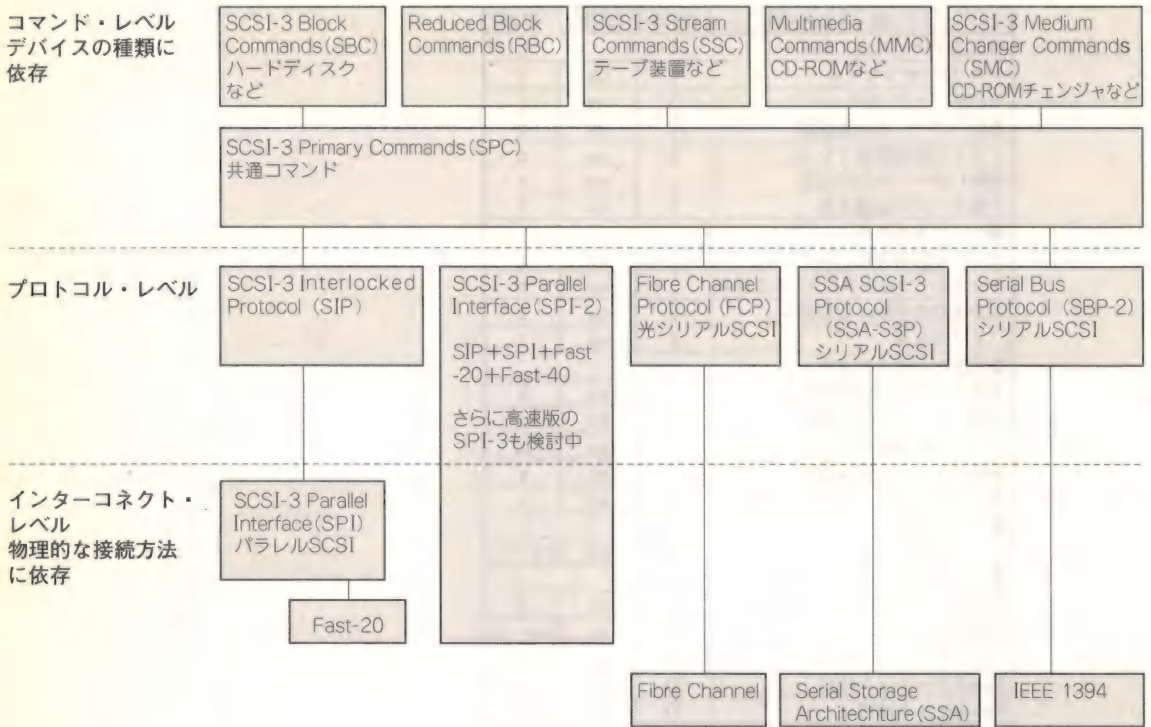 コマンド・レベル
デバイスの種類に
依存
SCSI-3 Block
Commands(SBC)
ハードディスク
など
Reduced Block
Commands(RBC)
SCSI-3 Stream
Commands(SSC)
テープ装置など
Multimedia
Commands(MMC)
CD-ROMなど
SCSI-3 Medium
Changer Commands
(SMC)
CD-ROMチェンジャなど
SCSI-3 Primary Commands(SPC)
共通コマンド
プロトコル・レベル
SCSI-3 Interlocked
Protocol (SIP)
SCSI-3 Parallel
Interface(SPI-2)
SIP+SPI+Fast
-20+Fast-40
さらに高速版の
SPI-3も検討中
Fibre Channel
Protocol (FCP)
光シリアルSCSI
SSA SCSI-3
Protocol
(SSA-S3P)
シリアルSCSI
Serial Bus
Protocol (SBP-2)
シリアルSCSI
インターコネクト・
レベル
物理的な接続方法
に依存
SCSI-3 Parallel
Interface(SPI)
パラレルSCSI
Fast-20
Fibre Channel
Serial Storage
Architechture(SSA)
IEEE 1394